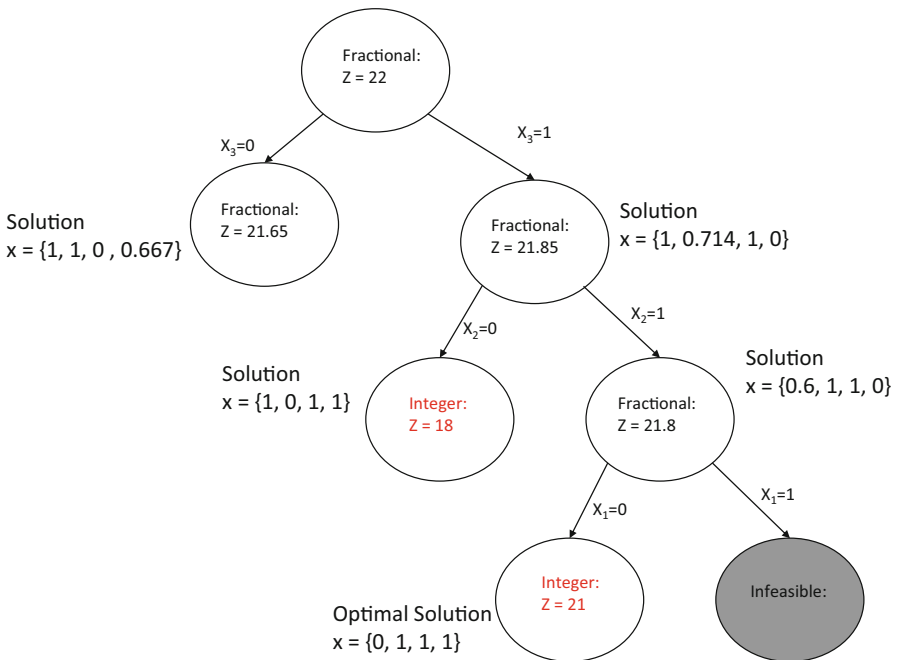 Fractional:
Z = 22
X₃=0
X₃=1
Fractional:
Z = 21.65
Solution
x = {1, 1, 0 , 0.667}
Fractional:
Z = 21.85
Solution
x = {1, 0.714, 1, 0}
X₂=0
X₂=1
Solution
x = {1, 0, 1, 1}
Integer:
Z = 18
Fractional:
Z = 21.8
Solution
x = {0.6, 1, 1, 0}
X₁=0
X₁=1
Integer:
Z = 21
Optimal Solution
x = {0, 1, 1, 1}
Infeasible: